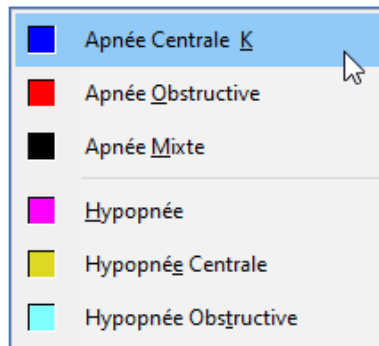 Apnée Centrale K
Apnée Obstructive
Apnée Mixte
Hypopnée
Hypopnée Centrale
Hypopnée Obstructive